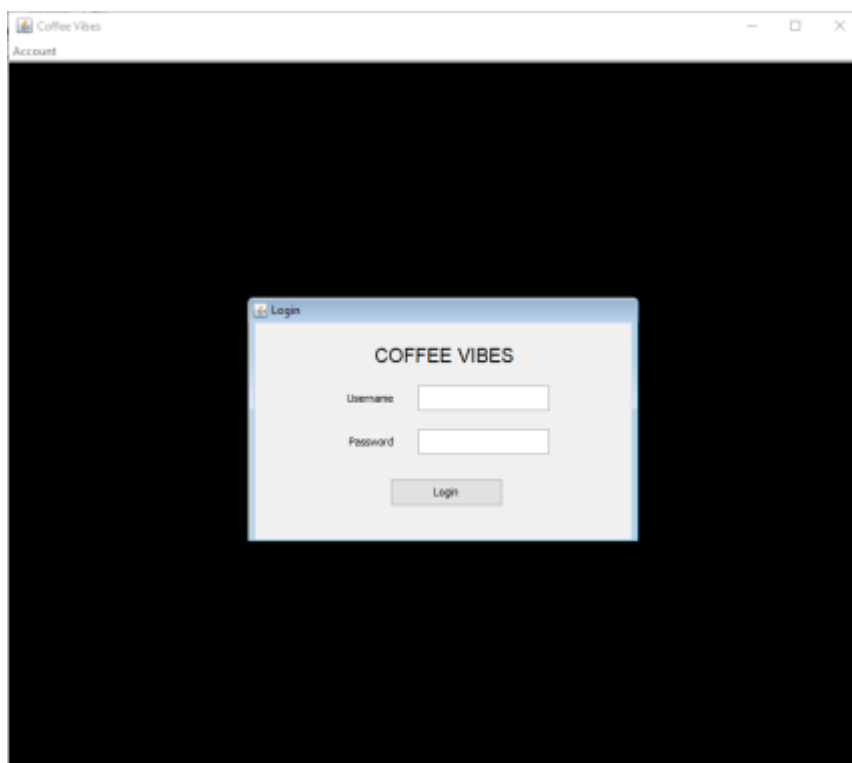 Coffee Vibes
Account
Login
COFFEE VIBES
Username
Password
Login